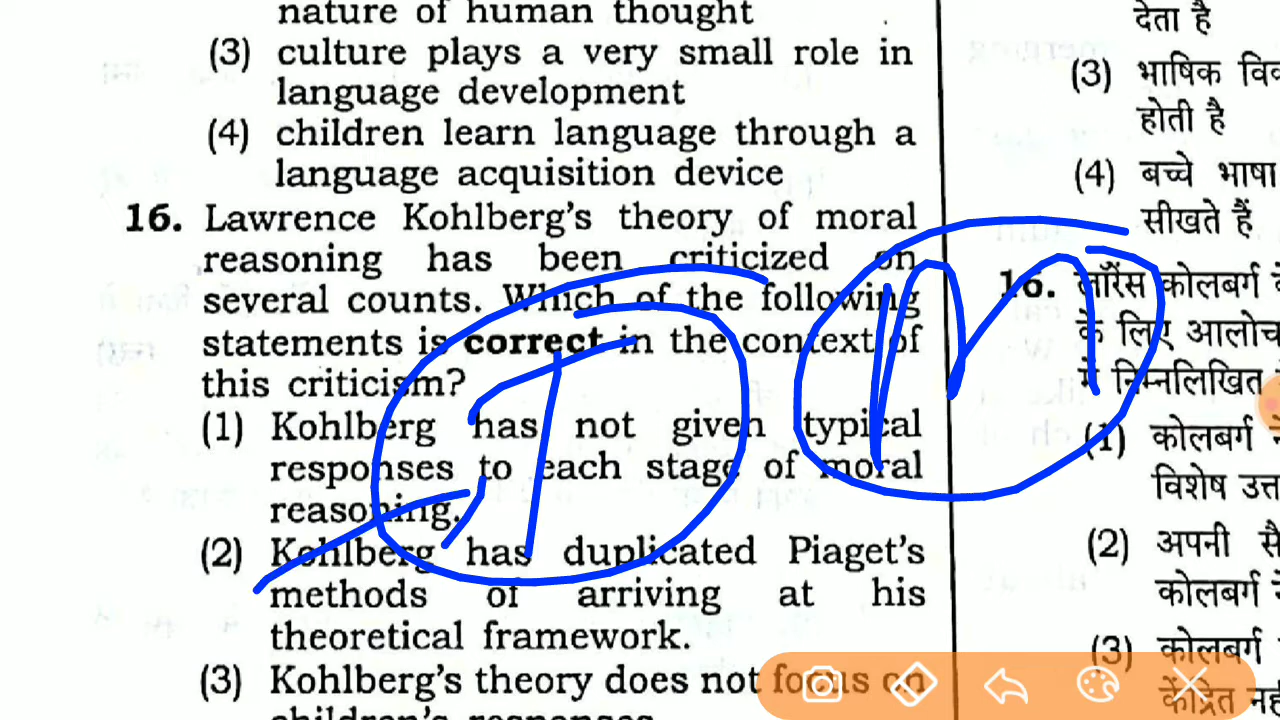 nature of human thought
(3) culture plays a very small role in
language development
(4) children learn language through a
language acquisition device
16. Lawrence Kohlberg's theory of moral
reasoning has been criticized on
several counts. Which of the following
statements is correct in the context of
this criticism?
(1) Kohlberg has not given typical
responses to each stage of moral
reasoning.
(2) Kohlberg has duplicated Piaget's
methods of arriving at his
theoretical framework.
(3) Kohlberg's theory does not focus on
children's responses.
देता है
(3) भाषिक
होती है
(4) बच्चे भाषा
सीखते हैं
16. लॉरेंस कोलबर्ग
के लिए
में निम्नलिखित
(1) कोलबर्ग
विशेष
(2) अपनी
कोलबर्ग
(3) कोलबर्ग
केंद्रित